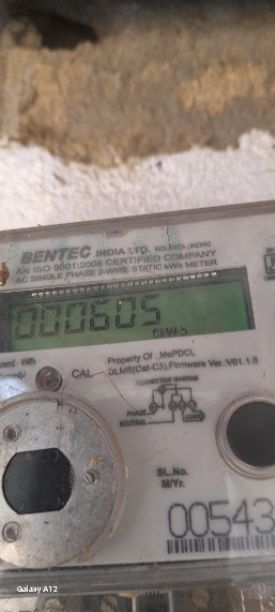 BENTEC INDIA LTD. KOLKATA (INDIA)
AN ISO 9001:2008 CERTIFIED COMPANY
AC SINGLE PHASE 2-WIRE STATIC kWh METER
000605
Property Of : MePDCL
CAL
DLMS(Cat-C3), Firmware Ver.:V01.1.8
CONNECTION DIAGRAM
PHASE
NEUTRAL
LOAD
SL.No.
M/Yr.
00543
Galaxy A12